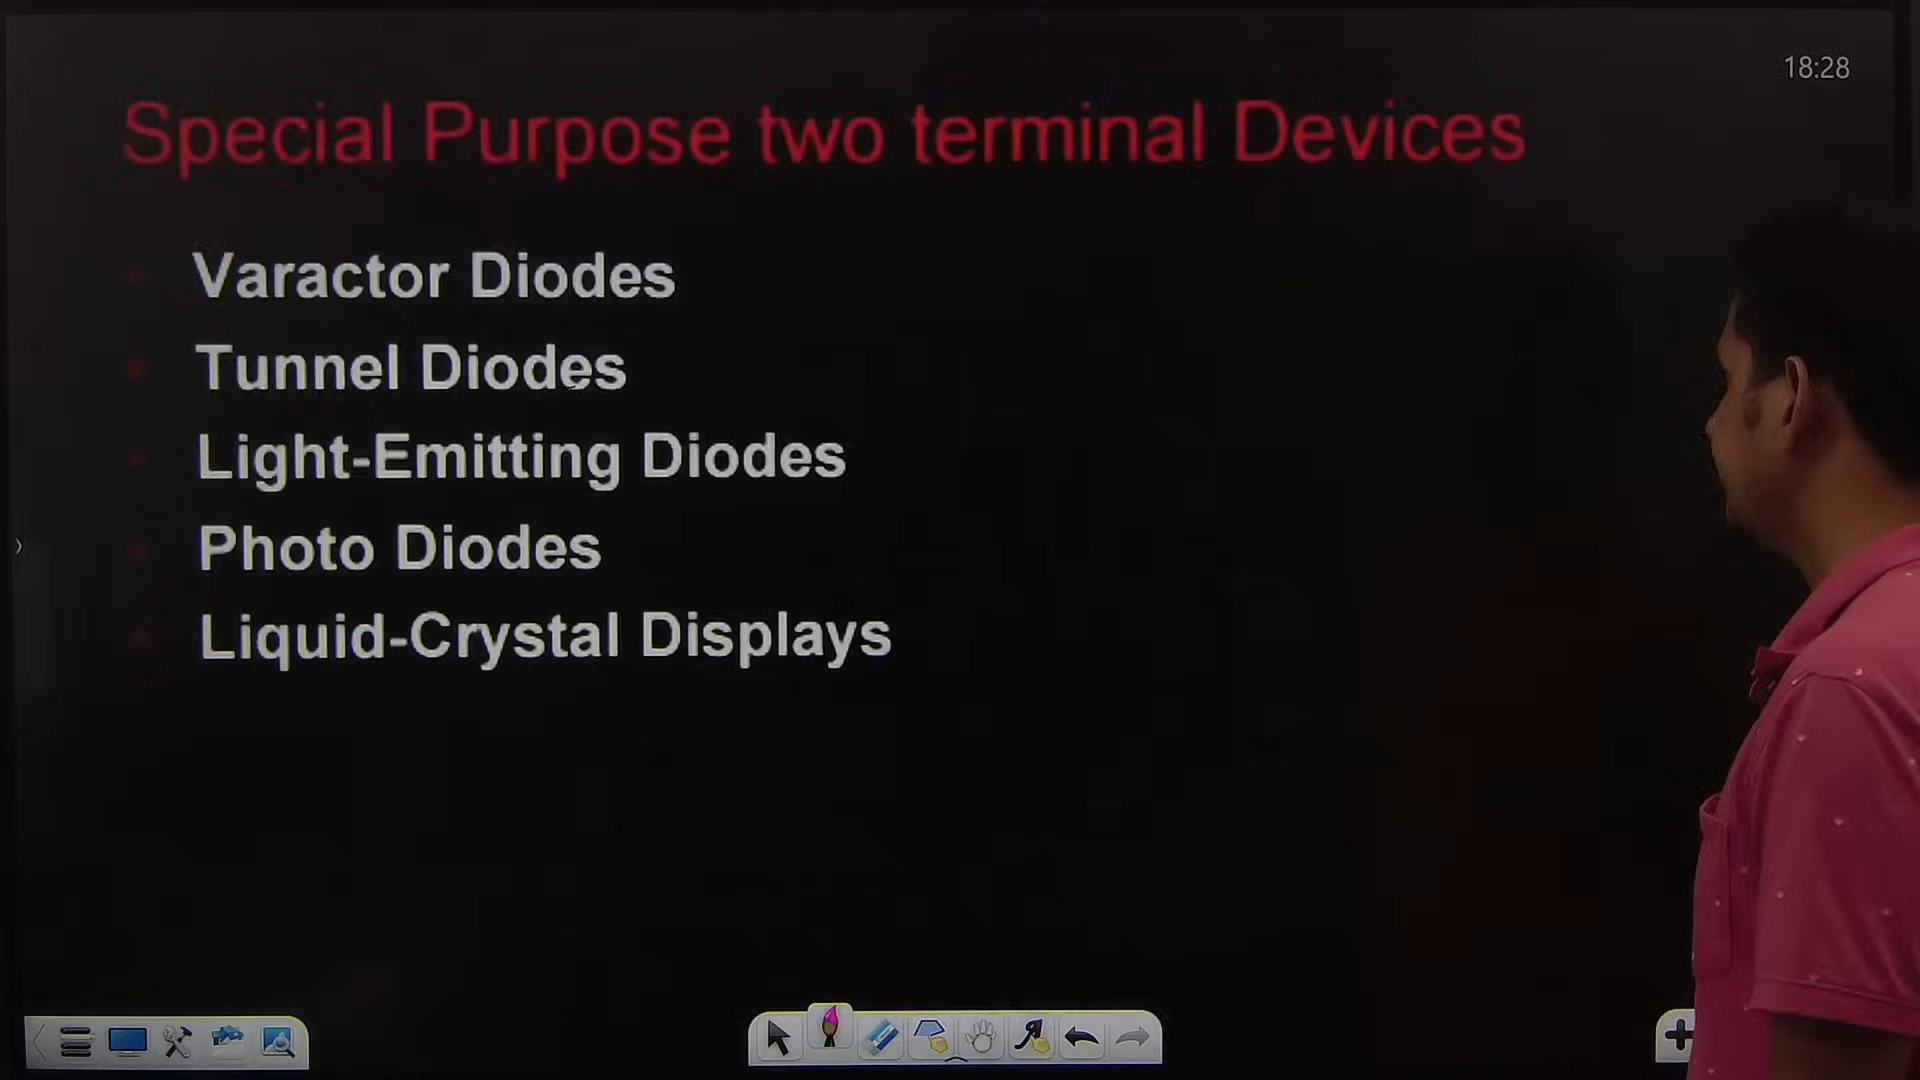 18:28
Special Purpose two terminal Devices
Varactor Diodes
Tunnel Diodes
Light-Emitting Diodes
Photo Diodes
Liquid-Crystal Displays